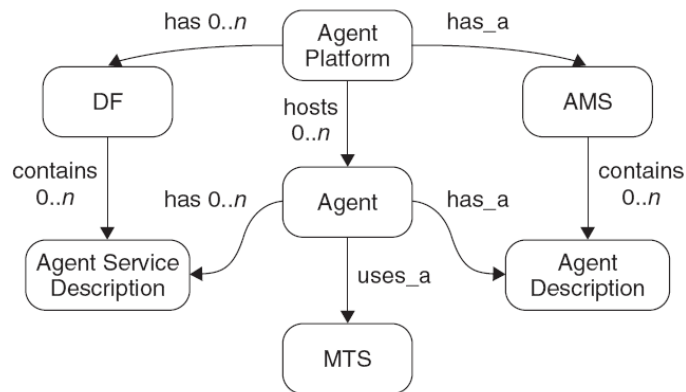 has 0..n
Agent
Platform
has_a
DF
hosts
0..n
AMS
contains
0..n
has 0..n
Agent
has_a
contains
0..n
Agent Service
Description
uses_a
Agent
Description
MTS